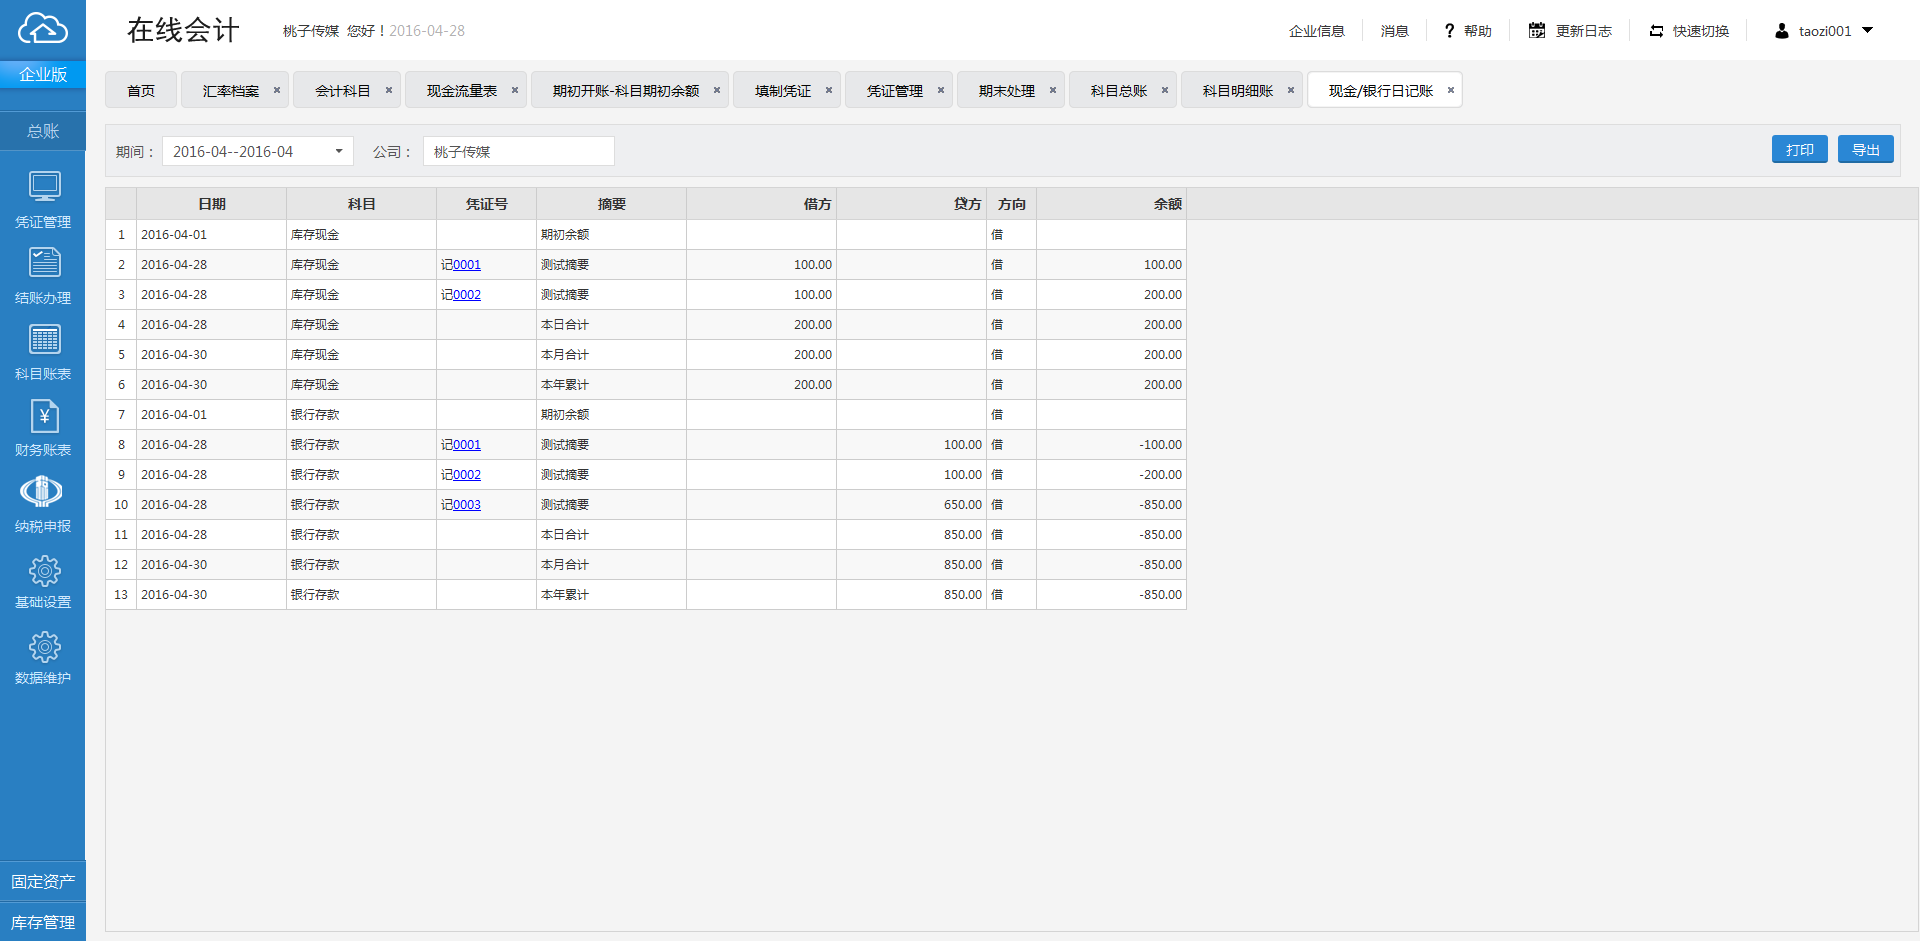 在线会计 桃子传媒 您好！2016-04-28 企业信息 消息 ? 帮助 更新日志 快速切换 taozi001
企业版
首页 汇率档案 × 会计科目 × 现金流量表 × 期初开账-科目期初余额 × 填制凭证 × 凭证管理 × 期末处理 × 科目总账 × 科目明细账 × 现金/银行日记账 ×
总账
凭证管理
结账办理
科目账表
¥
财务账表
纳税申报
基础设置
数据维护
固定资产
库存管理
期间： 2016-04--2016-04 公司： 桃子传媒 打印 导出
日期 科目 凭证号 摘要 借方 贷方 方向 余额
1 2016-04-01 库存现金 期初余额 借
2 2016-04-28 库存现金 记0001 测试摘要 100.00 借 100.00
3 2016-04-28 库存现金 记0002 测试摘要 100.00 借 200.00
4 2016-04-28 库存现金 本日合计 200.00 借 200.00
5 2016-04-30 库存现金 本月合计 200.00 借 200.00
6 2016-04-30 库存现金 本年累计 200.00 借 200.00
7 2016-04-01 银行存款 期初余额 借
8 2016-04-28 银行存款 记0001 测试摘要 100.00 借 -100.00
9 2016-04-28 银行存款 记0002 测试摘要 100.00 借 -200.00
10 2016-04-28 银行存款 记0003 测试摘要 650.00 借 -850.00
11 2016-04-28 银行存款 本日合计 850.00 借 -850.00
12 2016-04-30 银行存款 本月合计 850.00 借 -850.00
13 2016-04-30 银行存款 本年累计 850.00 借 -850.00